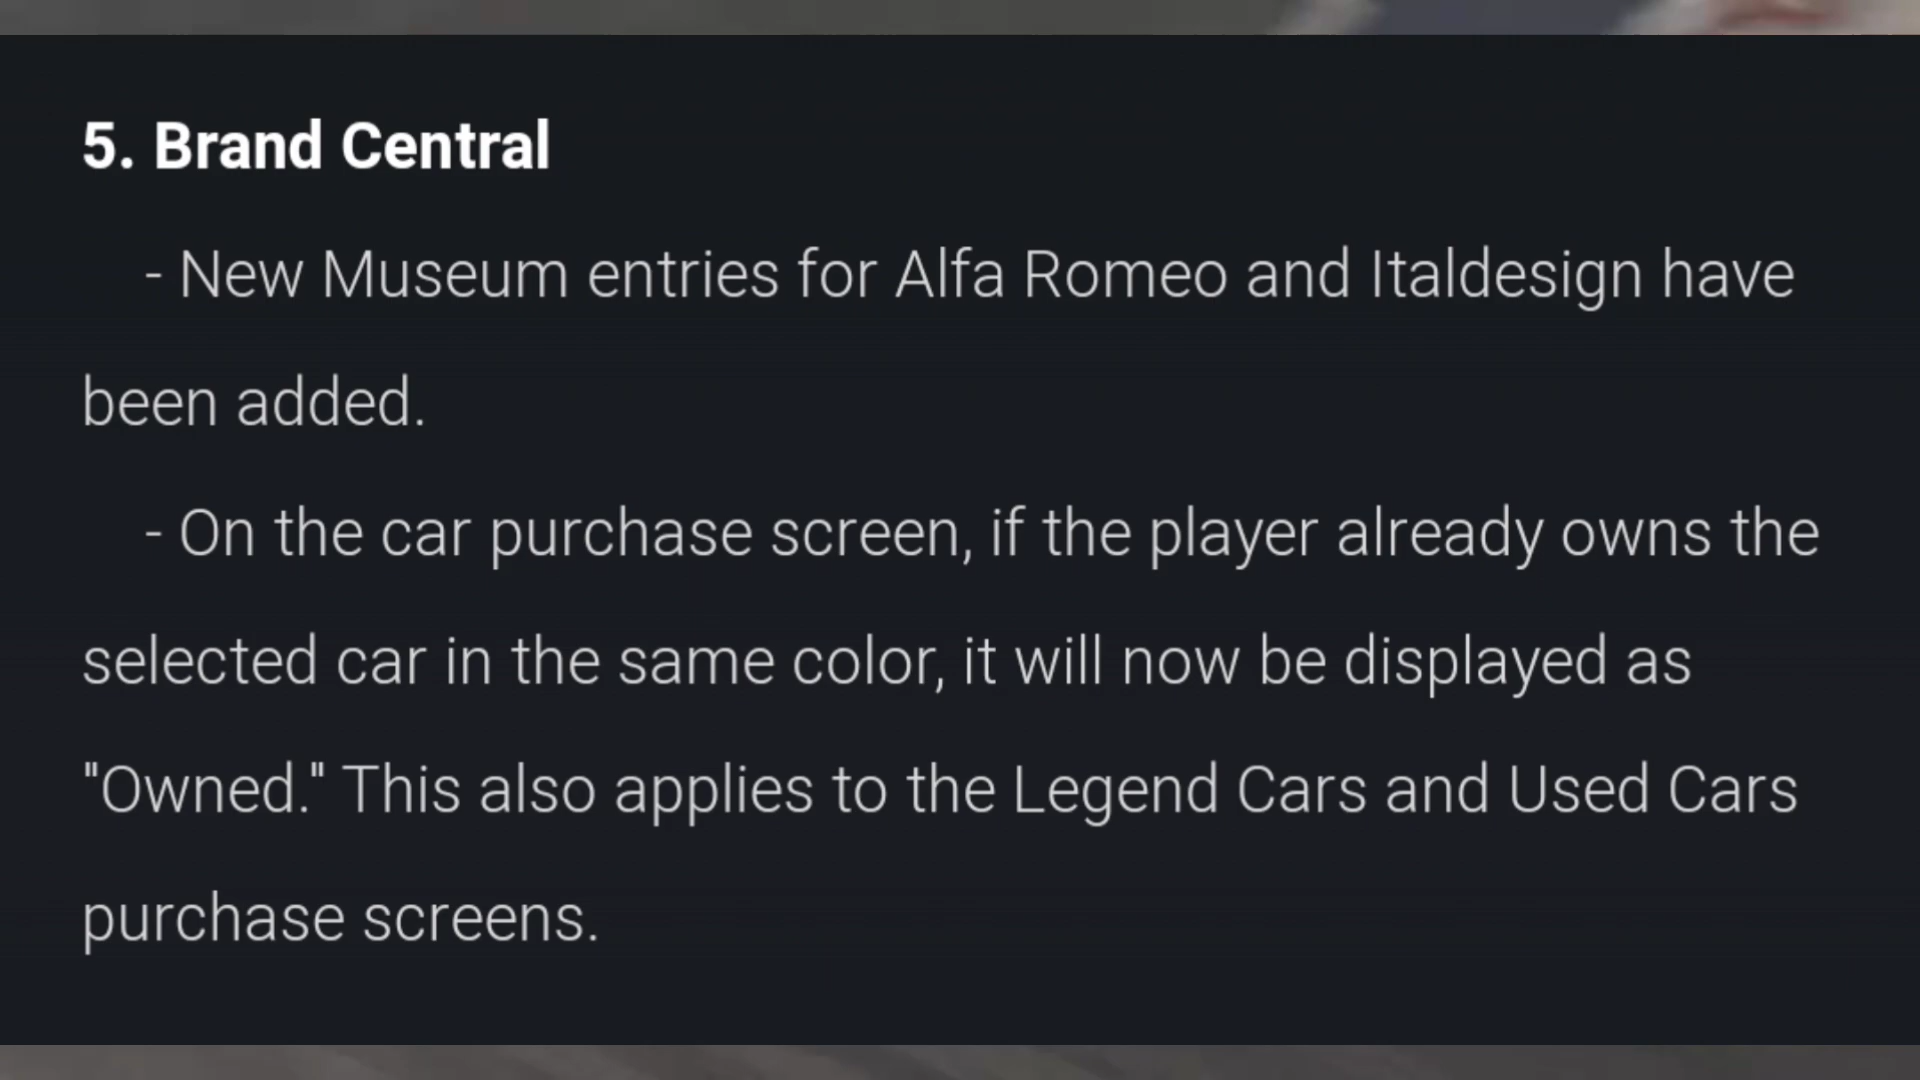 5. Brand Central
- New Museum entries for Alfa Romeo and Italdesign have
been added.
- On the car purchase screen, if the player already owns the
selected car in the same color, it will now be displayed as
"Owned." This also applies to the Legend Cars and Used Cars
purchase screens.